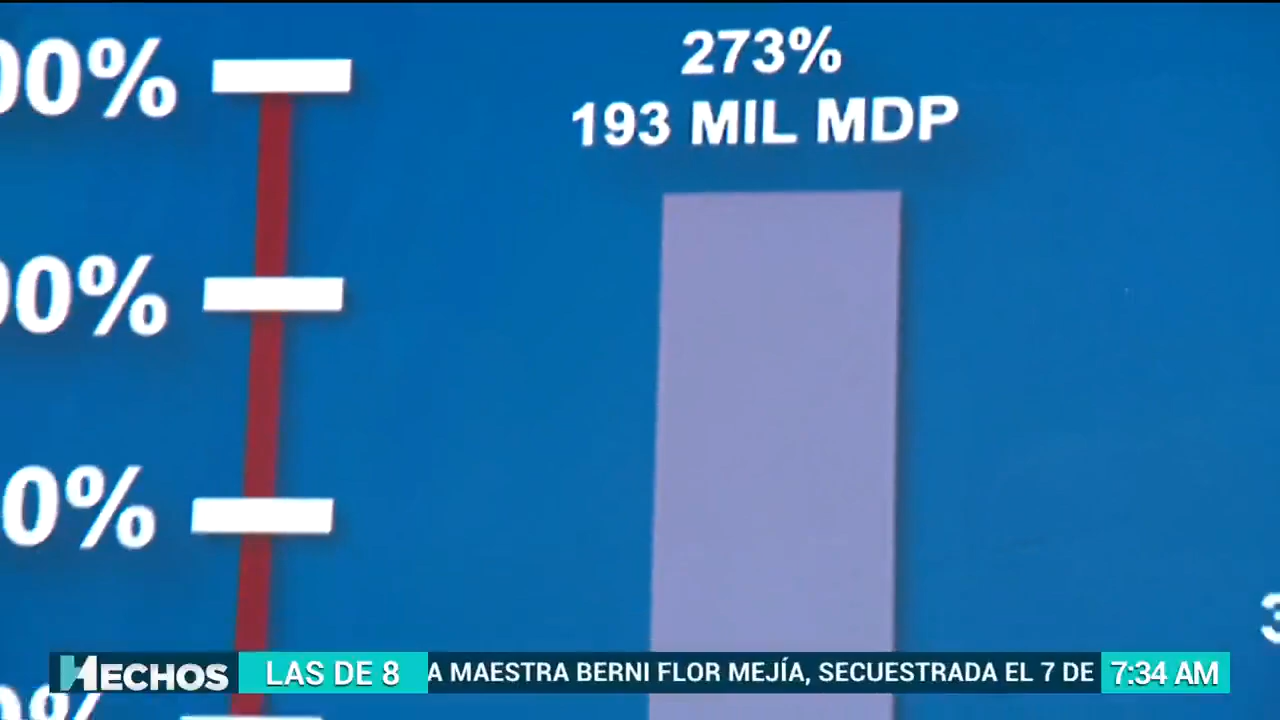 273%
193 MIL MDP
00%
00%
0%
0%
HECHOS
LAS DE 8
A MAESTRA BERNI FLOR MEJÍA, SECUESTRADA EL 7 DE
7:34 AM